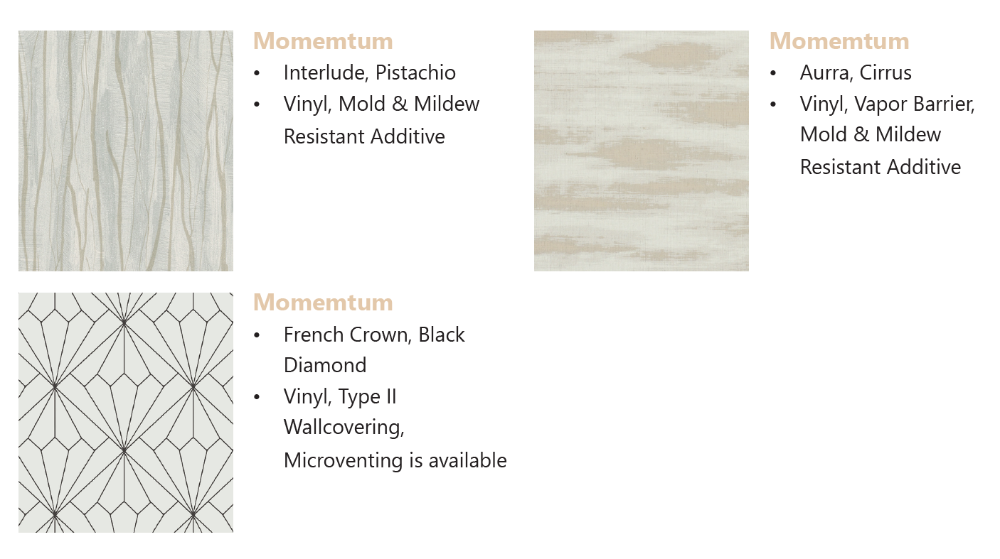 Momemtum
• Interlude, Pistachio
• Vinyl, Mold & Mildew
Resistant Additive
Momemtum
• Aurra, Cirrus
• Vinyl, Vapor Barrier,
Mold & Mildew
Resistant Additive
Momemtum
• French Crown, Black
Diamond
• Vinyl, Type II
Wallcovering,
Microventing is available